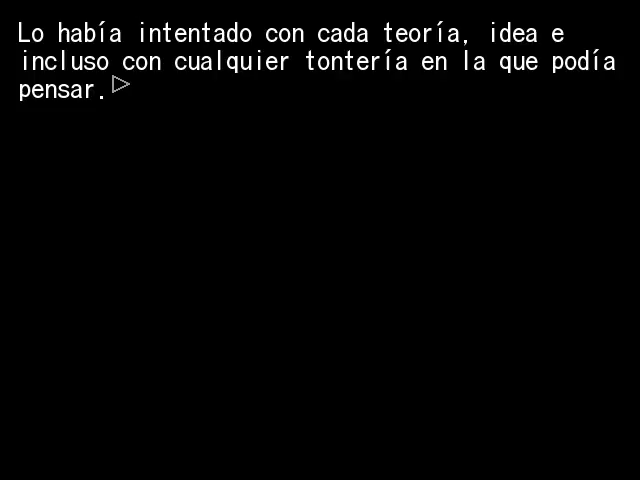 Lo había intentado con cada teoría, idea e
incluso con cualquier tontería en la que podía
pensar.